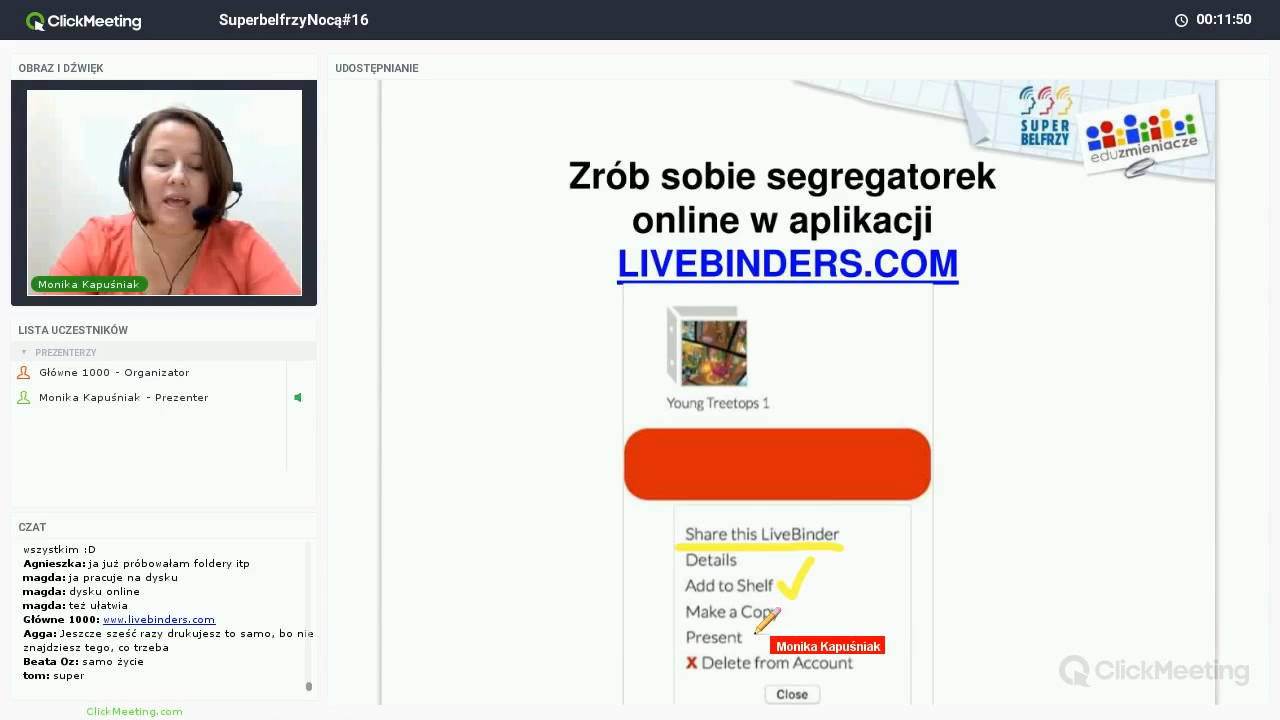 ClickMeeting
SuperbelfrzyNocą#16
00:11:50
OBRAZ I DŹWIĘK
Monika Kapuśniak
LISTA UCZESTNIKÓW
PREZENTERZY
Główne 1000 - Organizator
Monika Kapuśniak - Prezenter
CZAT
wszystkim :D
Agnieszka: ja już próbowałam foldery itp
magda: ja pracuje na dysku
magda: dysku online
magda: też ułatwia
Główne 1000: www.livebinders.com
Agga: Jeszcze sześć razy drukujesz to samo, bo nie
znajdziesz tego, có trzeba
Beata Oz: samo życie
tom: super
ClickMeeting.com
UDOSTĘPNIANIE
SUPER
BELFRZY
eduzmieniacze
Zrób sobie segregatorek
online w aplikacji
LIVEBINDERS.COM
Young Treetops 1
Share this LiveBinder
Details
Add to Shelf
Make a Copy
Present
Monika Kapuśniak
X Delete from Account
Close
ClickMeeting